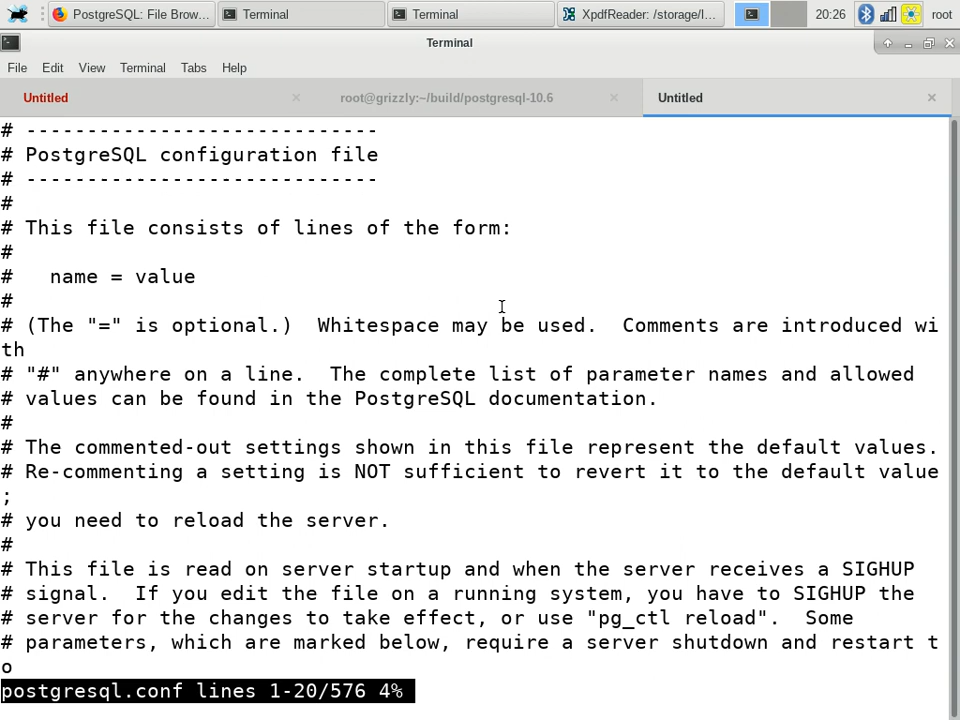 PostgreSQL: File Brow...
Terminal
Terminal
XpdfReader: /storage/l...
20:26
root
Terminal
File Edit View Terminal Tabs Help
Untitled
root@grizzly:~/build/postgresql-10.6
Untitled
# -----------------------------
# PostgreSQL configuration file
# -----------------------------
#
# This file consists of lines of the form:
#
#   name = value
#
# (The "=" is optional.)  Whitespace may be used.  Comments are introduced wi
th
# "#" anywhere on a line.  The complete list of parameter names and allowed
# values can be found in the PostgreSQL documentation.
#
# The commented-out settings shown in this file represent the default values.
# Re-commenting a setting is NOT sufficient to revert it to the default value
;
# you need to reload the server.
#
# This file is read on server startup and when the server receives a SIGHUP
# signal.  If you edit the file on a running system, you have to SIGHUP the
# server for the changes to take effect, or use "pg_ctl reload".  Some
# parameters, which are marked below, require a server shutdown and restart t
o
postgresql.conf lines 1-20/576 4%